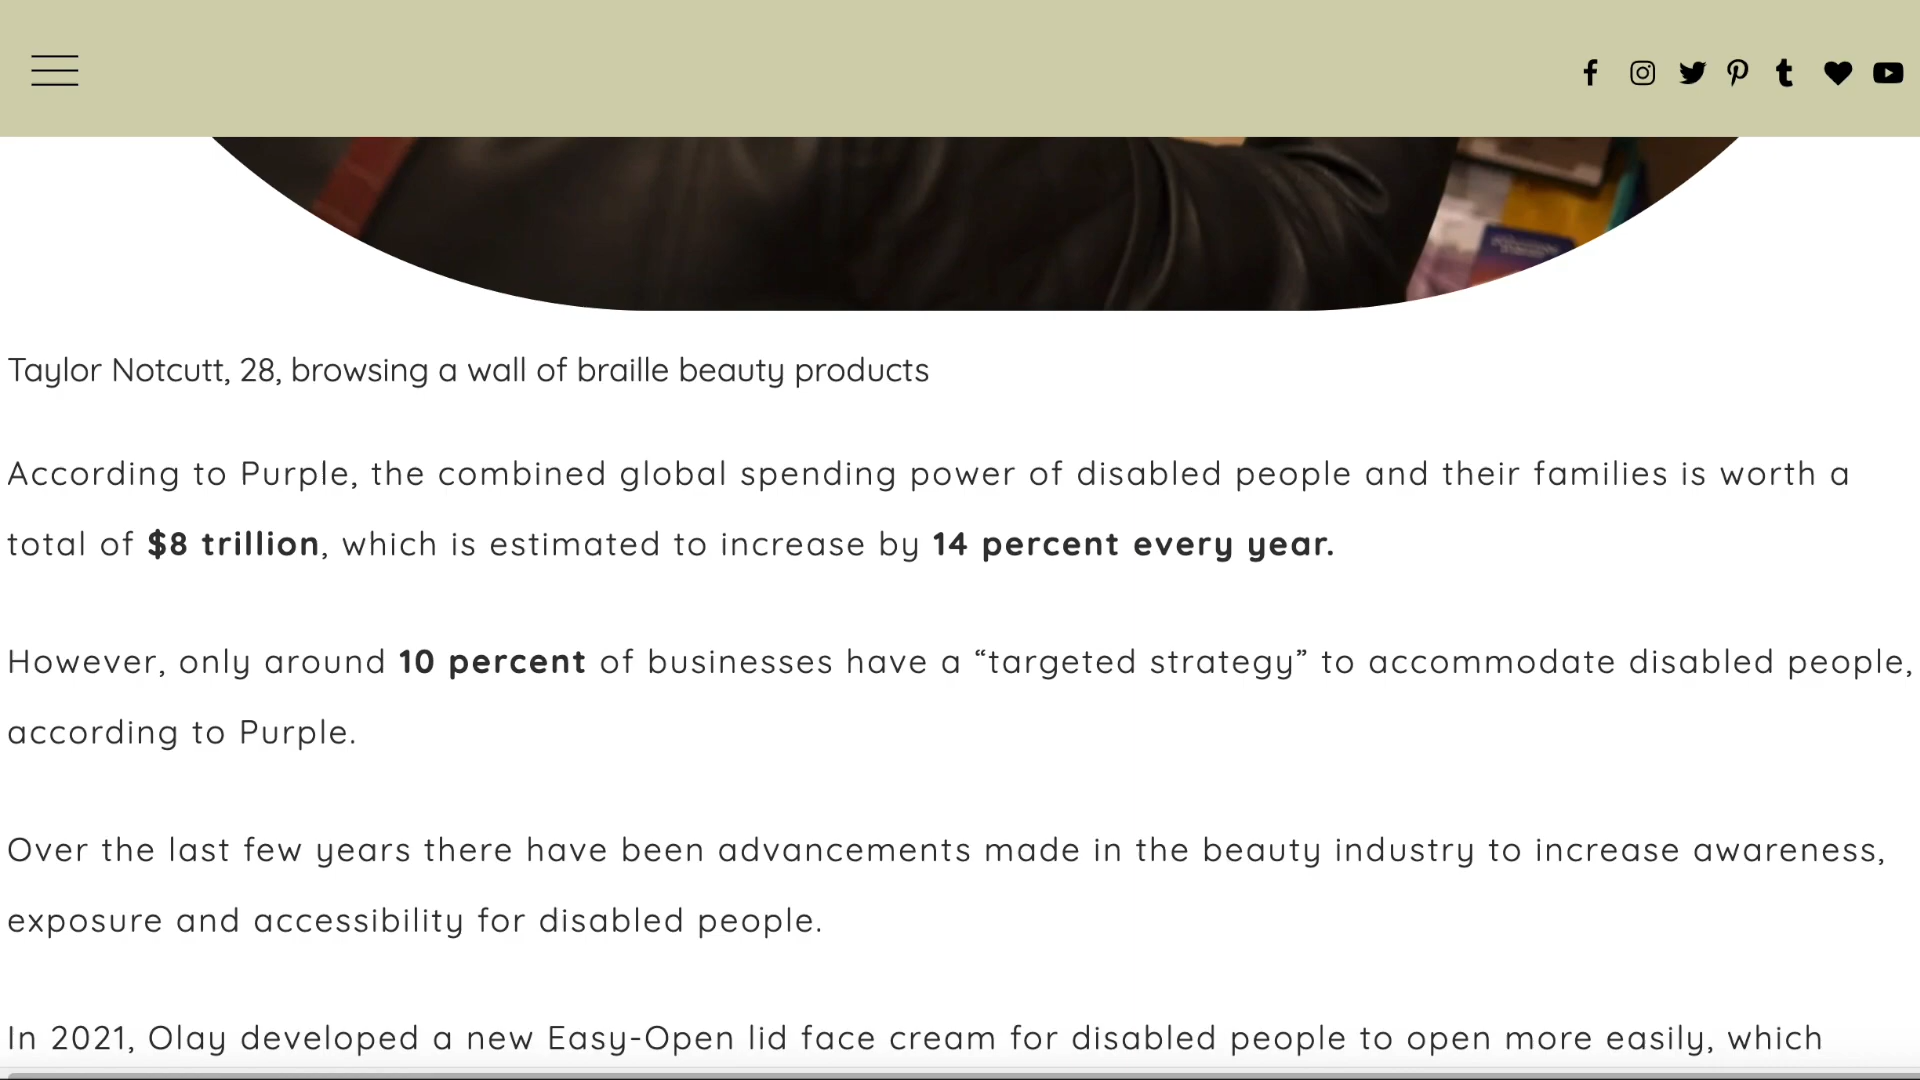 Taylor Notcutt, 28, browsing a wall of braille beauty products
According to Purple, the combined global spending power of disabled people and their families is worth a
total of $8 trillion, which is estimated to increase by 14 percent every year.
However, only around 10 percent of businesses have a “targeted strategy” to accommodate disabled people,
according to Purple.
Over the last few years there have been advancements made in the beauty industry to increase awareness,
exposure and accessibility for disabled people.
In 2021, Olay developed a new Easy-Open lid face cream for disabled people to open more easily, which